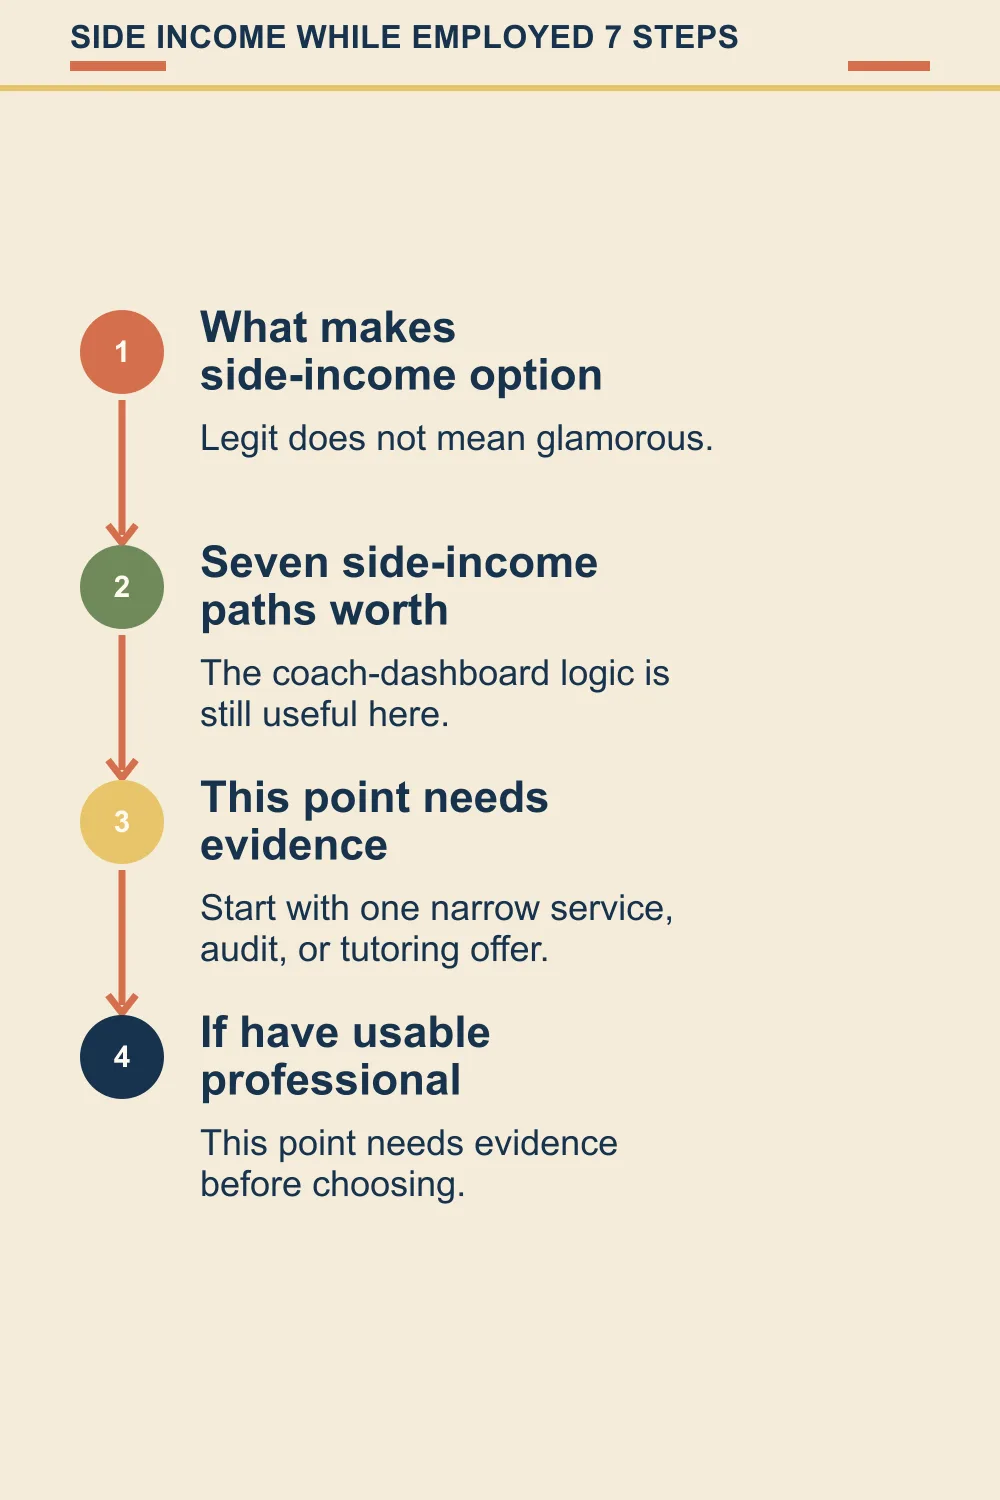 SIDE INCOME WHILE EMPLOYED 7 STEPS
1
What makes
side-income option
Legit does not mean glamorous.
2
Seven side-income
paths worth
The coach-dashboard logic is
still useful here.
3
This point needs
evidence
Start with one narrow service,
audit, or tutoring offer.
4
If have usable
professional
This point needs evidence
before choosing.